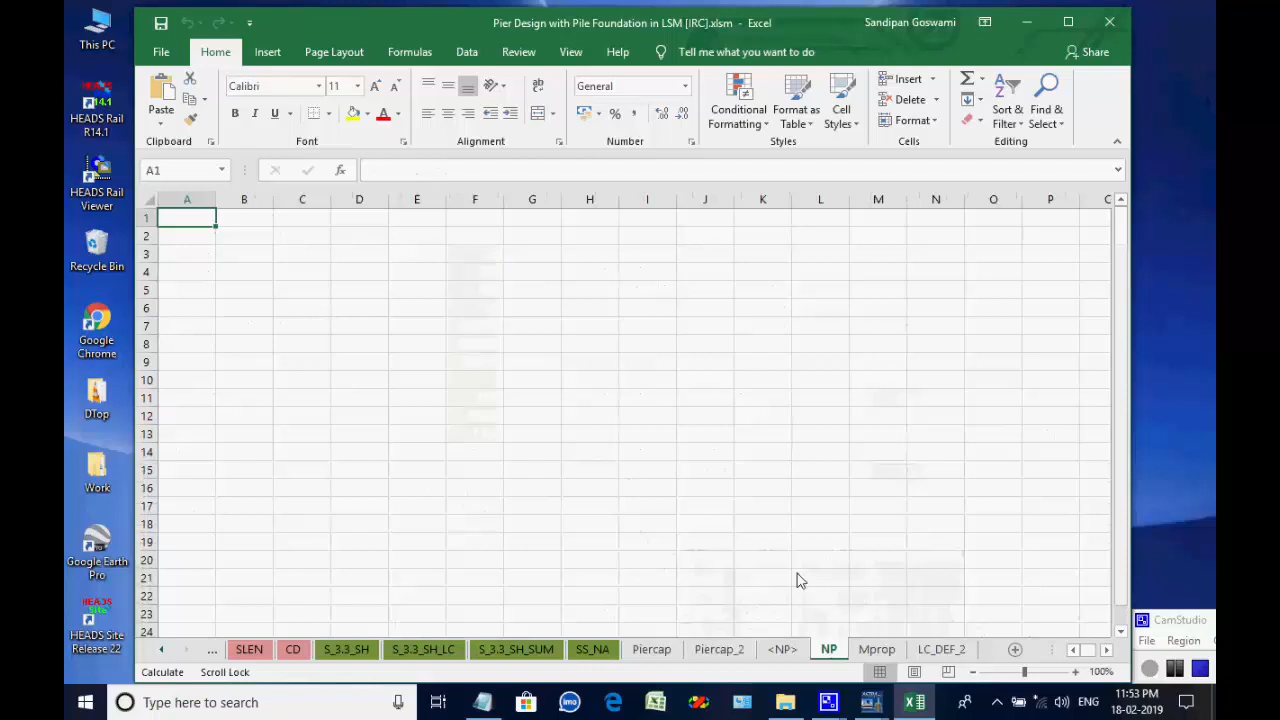 This PC
HEADS Rail
R14.1
HEADS Rail
Viewer
Recycle Bin
Google
Chrome
DTop
Work
Google Earth
Pro
HEADS Site
Release 22
Pier Design with Pile Foundation in LSM [IRC].xlsm - Excel
Sandipan Goswami
File Home Insert Page Layout Formulas Data Review View Help Tell me what you want to do Share
Paste
Clipboard
Calibri 11
B I U
Font
Alignment
General
Number
Conditional
Formatting
Format as
Table
Cell
Styles
Styles
Insert
Delete
Format
Cells
Sort &
Filter
Find &
Select
Editing
A1
fx
A B C D E F G H I J K L M N O P
1
2
3
4
5
6
7
8
9
10
11
12
13
14
15
16
17
18
19
20
21
22
23
24
... SLEN CD S_3.3_SH S_3.3_SH_LC S_3.3_SH_SUM SS_NA Piercap Piercap_2 <NP> NP Mprop LC_DEF_2
Calculate Scroll Lock 100%
CamStudio
File Region
Type here to search
ENG
11:53 PM
18-02-2019